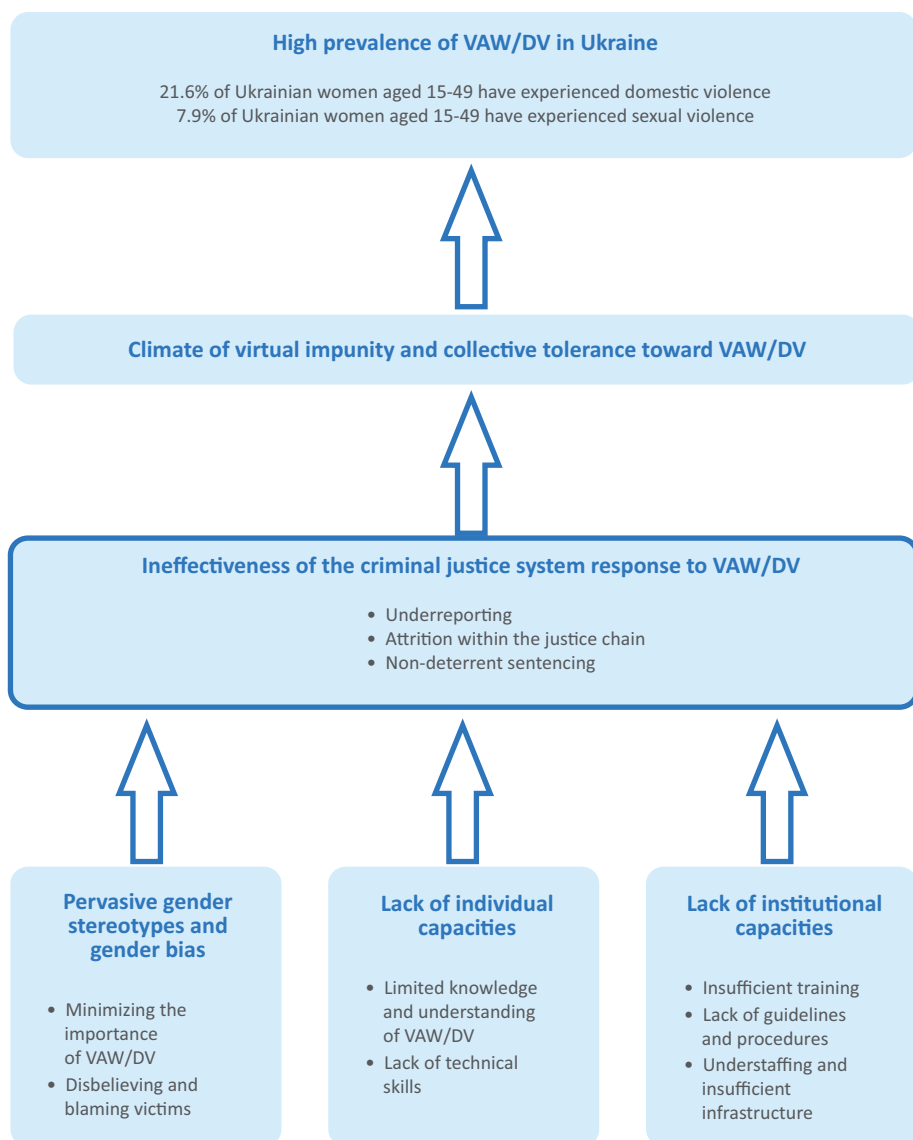 High prevalence of VAW/DV in Ukraine
21.6% of Ukrainian women aged 15-49 have experienced domestic violence
7.9% of Ukrainian women aged 15-49 have experienced sexual violence
Climate of virtual impunity and collective tolerance toward VAW/DV
Ineffectiveness of the criminal justice system response to VAW/DV
• Underreporting
• Attrition within the justice chain
• Non-deterrent sentencing
Pervasive gender
stereotypes and
gender bias
• Minimizing the
importance
of VAW/DV
• Disbelieving and
blaming victims
Lack of individual
capacities
• Limited knowledge
and understanding
of VAW/DV
• Lack of technical
skills
Lack of institutional
capacities
• Insufficient training
• Lack of guidelines
and procedures
• Understaffing and
insufficient
infrastructure